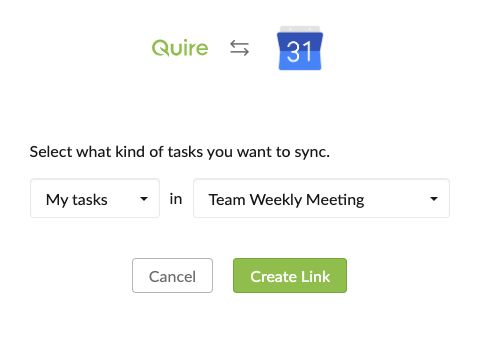 Quire 31
Select what kind of tasks you want to sync.
My tasks in Team Weekly Meeting
Cancel Create Link